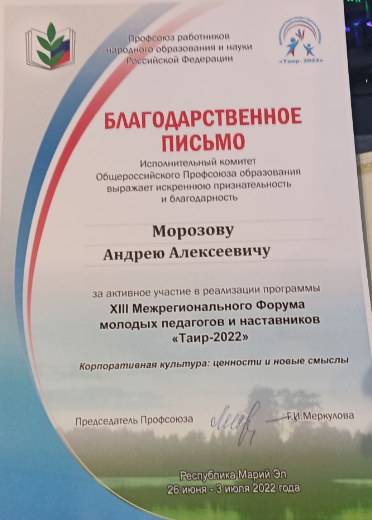 Профсоюз работников
народного образования и науки
Российской Федерации
«Таир-2022»
БЛАГОДАРСТВЕННОЕ
ПИСЬМО
Исполнительный комитет
Общероссийского Профсоюза образования
выражает искреннюю признательность
и благодарность
Морозову
Андрею Алексеевичу
за активное участие в реализации программы
XIII Межрегионального Форума
молодых педагогов и наставников
«Таир-2022»
Корпоративная культура: ценности и новые смыслы
Председатель Профсоюза Г.И.Меркулова
Республика Марий Эл
26 июня - 3 июля 2022 года